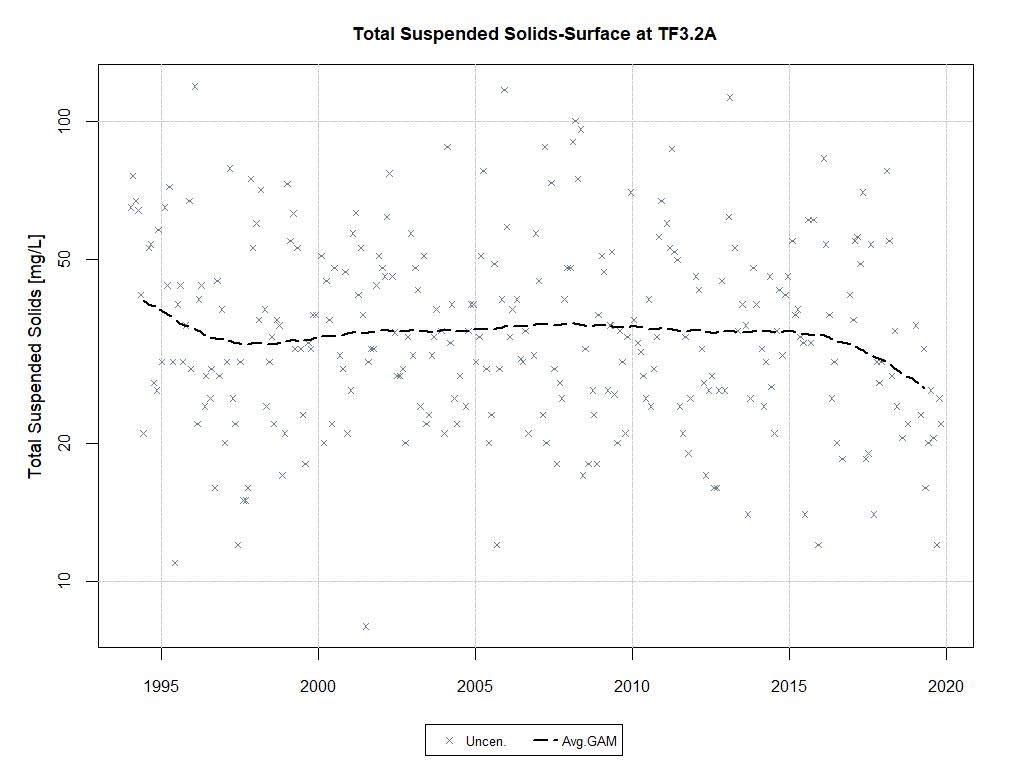 Total Suspended Solids-Surface at TF3.2A
Total Suspended Solids [mg/L]
100
50
20
10
1995 2000 2005 2010 2015 2020
Uncen. Avg.GAM